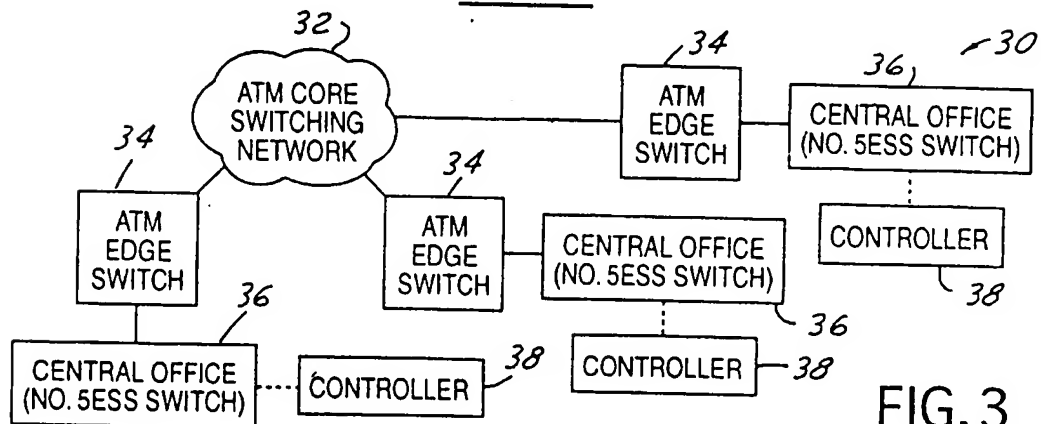 32
34
30
36
ATM CORE
SWITCHING
NETWORK
ATM
EDGE
SWITCH
CENTRAL OFFICE
(NO. 5ESS SWITCH)
34
34
ATM
EDGE
SWITCH
ATM
EDGE
SWITCH
CENTRAL OFFICE
(NO. 5ESS SWITCH)
CONTROLLER
38
36
36
CENTRAL OFFICE
(NO. 5ESS SWITCH)
CONTROLLER
38
CONTROLLER
38
FIG. 3